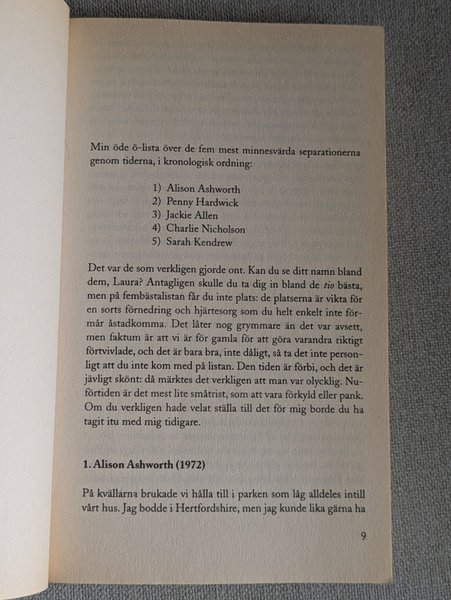 Min öde ö-lista över de fem mest minnesvärda separationerna
genom tiderna, i kronologisk ordning:
1) Alison Ashworth
2) Penny Hardwick
3) Jackie Allen
4) Charlie Nicholson
5) Sarah Kendrew
Det var de som verkligen gjorde ont. Kan du se ditt namn bland
dem, Laura? Antagligen skulle du ta dig in bland de tio bästa,
men på fembästalistan får du inte plats: de platserna är vikta för
en sorts förnedring och hjärtesorg som du helt enkelt inte för-
mår åstadkomma. Det låter nog grymmare än det var avsett,
men faktum är att vi är för gamla för att göra varandra riktigt
förtvivlade, och det är bara bra, inte dåligt, så ta det inte person-
ligt att du inte kom med på listan. Den tiden är förbi, och det är
jävligt skönt: då märktes det verkligen att man var olycklig. Nu-
förtiden är det mest lite småtrist, som att vara förkyld eller pank.
Om du verkligen hade velat ställa till det för mig borde du ha
tagit itu med mig tidigare.
1. Alison Ashworth (1972)
På kvällarna brukade vi hålla till i parken som låg alldeles intill
vårt hus. Jag bodde i Hertfordshire, men jag kunde lika gärna ha
9